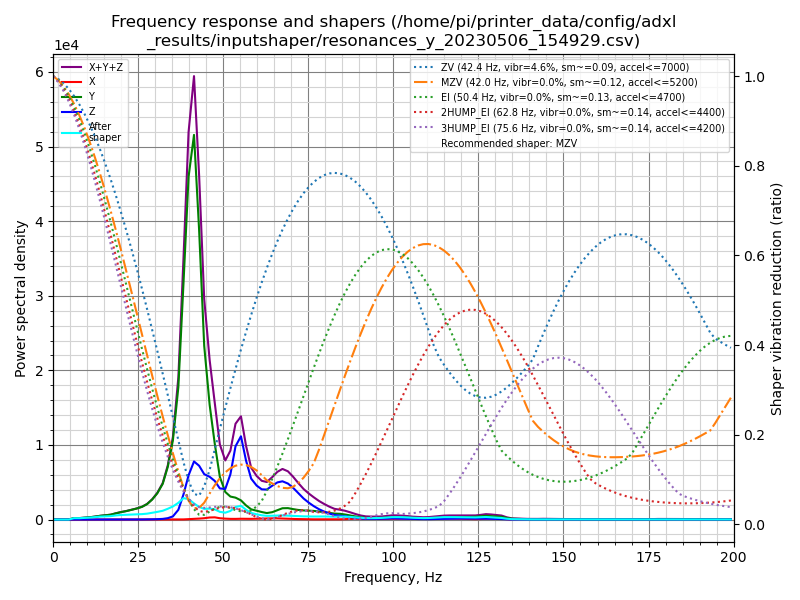 Frequency response and shapers (/home/pi/printer_data/config/adxl
_results/inputshaper/resonances_y_20230506_154929.csv)
1e4
X+Y+Z
X
Y
Z
After
shaper
ZV (42.4 Hz, vibr=4.6%, sm~=0.09, accel<=7000)
MZV (42.0 Hz, vibr=0.0%, sm~=0.12, accel<=5200)
EI (50.4 Hz, vibr=0.0%, sm~=0.13, accel<=4700)
2HUMP_EI (62.8 Hz, vibr=0.0%, sm~=0.14, accel<=4400)
3HUMP_EI (75.6 Hz, vibr=0.0%, sm~=0.14, accel<=4200)
Recommended shaper: MZV
Power spectral density
6
5
4
3
2
1
0
1.0
0.8
0.6
0.4
0.2
0.0
Shaper vibration reduction (ratio)
0 25 50 75 100 125 150 175 200
Frequency, Hz